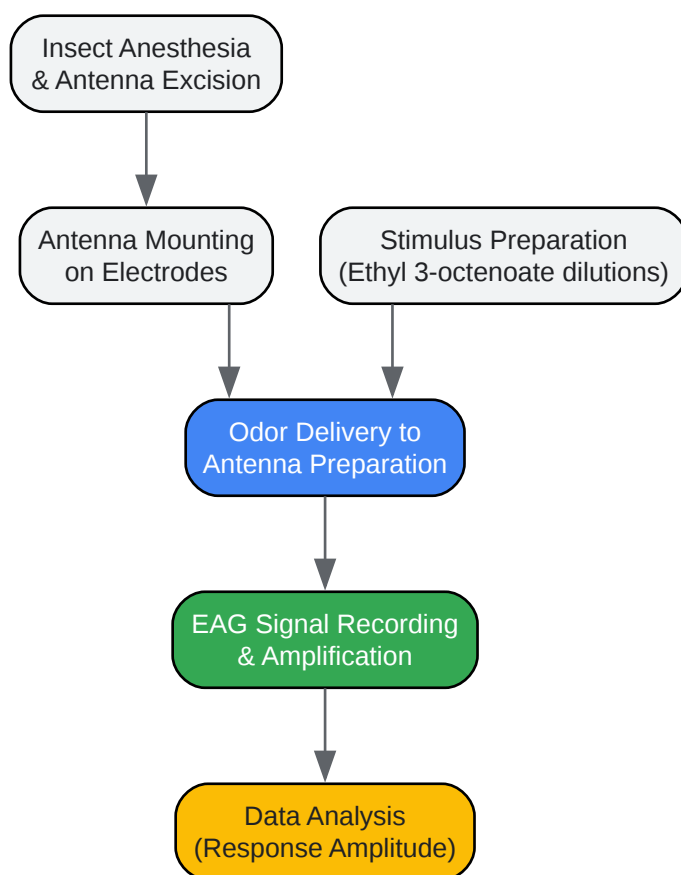 Insect Anesthesia
& Antenna Excision
Antenna Mounting
on Electrodes
Stimulus Preparation
(Ethyl 3-octenoate dilutions)
Odor Delivery to
Antenna Preparation
EAG Signal Recording
& Amplification
Data Analysis
(Response Amplitude)